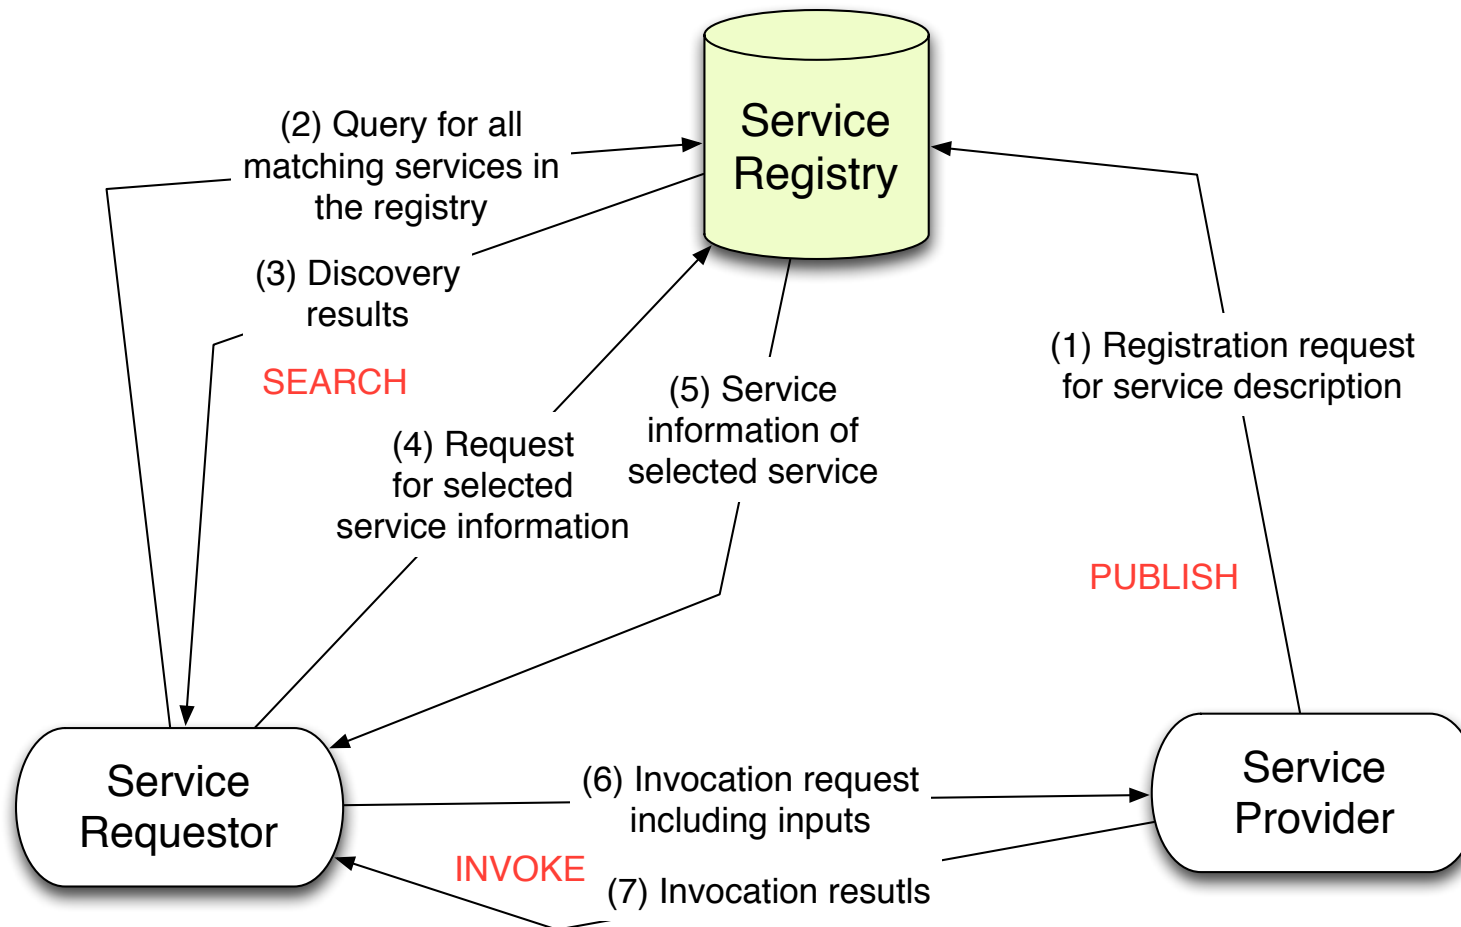 Service
Registry
(2) Query for all
matching services in
the registry
(3) Discovery
results
SEARCH
(4) Request
for selected
service information
(5) Service
information of
selected service
(1) Registration request
for service description
PUBLISH
Service
Requestor
(6) Invocation request
including inputs
INVOKE
(7) Invocation resutls
Service
Provider